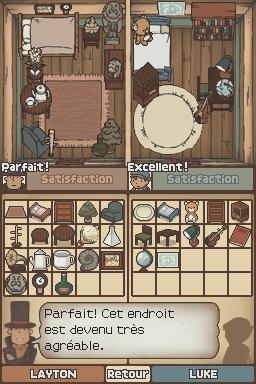 Parfait!
Excellent!
Satisfaction
Satisfaction
Parfait! Cet endroit
est devenu très
agréable.
LAYTON
Retour
LUKE